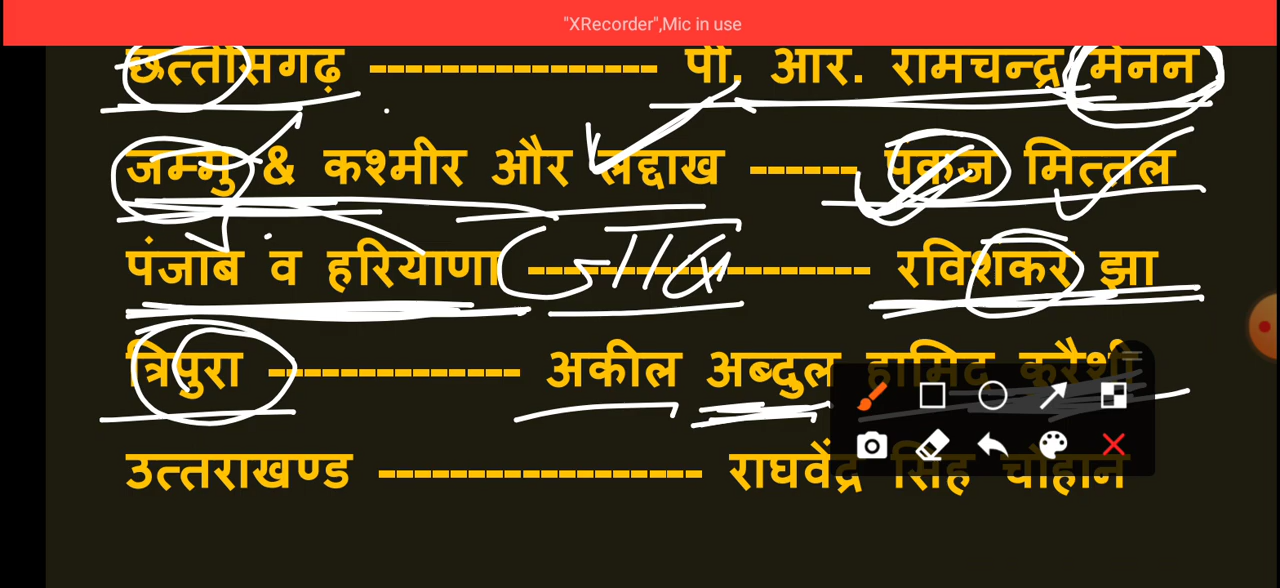 "XRecorder",Mic in use
छत्तीसगढ़ ---------------- पी. आर. रामचन्द्र मेनन
जम्मु & कश्मीर और लद्दाख ------ पंकज मित्तल
पंजाब व हरियाणा ------------------- रविशंकर झा
त्रिपुरा -------------- अकील अब्दुल हामिद कुरैशी
उत्तराखण्ड ------------------ राघवेंद्र सिंह चौहान